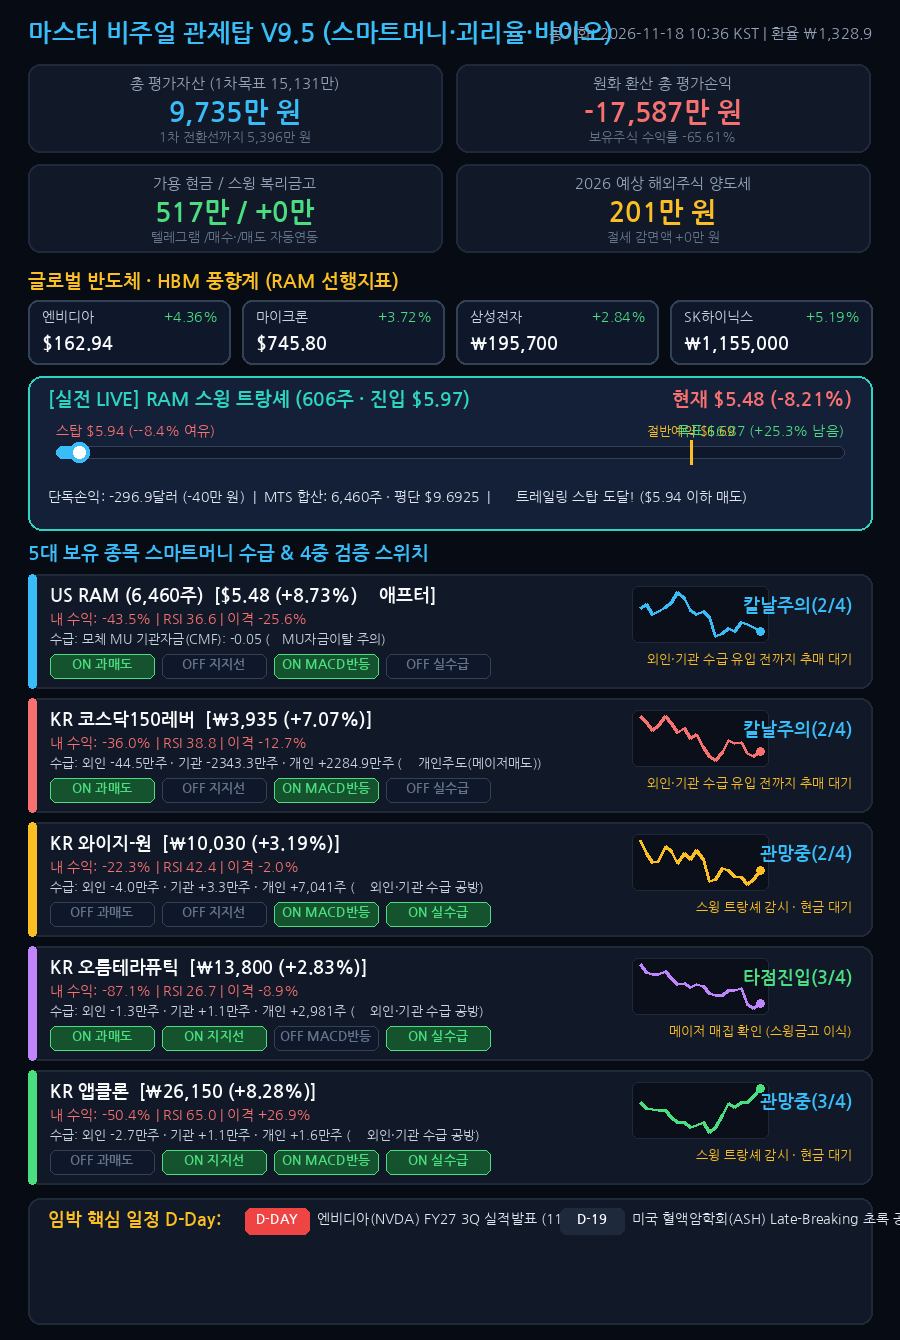 마스터 비주얼 관제탑 V9.5 (스마트머니·괴리율·바이오)
2026-11-18 10:36 KST | 환율 ₩1,328.9
총 평가자산 (1차목표 15,131만)
9,735만 원
1차 전환선까지 5,396만 원
원화 환산 총 평가손익
-17,587만 원
보유주식 수익률 -65.61%
가용 현금 / 스윙 복리금고
517만 / +0만
텔레그램 /매수·/매도 자동연동
2026 예상 해외주식 양도세
201만 원
절세 감면액 +0만 원
글로벌 반도체 · HBM 풍향계 (RAM 선행지표)
엔비디아 +4.36%
$162.94
마이크론 +3.72%
$745.80
삼성전자 +2.84%
₩195,700
SK하이닉스 +5.19%
₩1,155,000
[실전 LIVE] RAM 스윙 트랑셰 (606주 · 진입 $5.97)
현재 $5.48 (-8.21%)
스탑 $5.94 (--8.4% 여유)
(+25.3% 남음)
단독손익: -296.9달러 (-40만 원) | MTS 합산: 6,460주 · 평단 $9.6925 | 트레일링 스탑 도달! ($5.94 이하 매도)
5대 보유 종목 스마트머니 수급 & 4중 검증 스위치
US RAM (6,460주) [$5.48 (+8.73%) 애프터]
내 수익: -43.5% | RSI 36.6 | 이격 -25.6%
수급: 모체 MU 기관자금(CMF): -0.05 ( MU자금이탈 주의)
ON 과매도 OFF 지지선 ON MACD반등 OFF 실수급
칼날주의(2/4)
외인·기관 수급 유입 전까지 추매 대기
KR 코스닥150레버 [₩3,935 (+7.07%)]
내 수익: -36.0% | RSI 38.8 | 이격 -12.7%
수급: 외인 -44.5만주 · 기관 -2343.3만주 · 개인 +2284.9만주 ( 개인주도(메이저매도))
ON 과매도 OFF 지지선 ON MACD반등 OFF 실수급
칼날주의(2/4)
외인·기관 수급 유입 전까지 추매 대기
KR 와이지-원 [₩10,030 (+3.19%)]
내 수익: -22.3% | RSI 42.4 | 이격 -2.0%
수급: 외인 -4.0만주 · 기관 +3.3만주 · 개인 +7,041주 ( 외인·기관 수급 공방)
OFF 과매도 OFF 지지선 ON MACD반등 ON 실수급
관망중(2/4)
스윙 트랑셰 감시 · 현금 대기
KR 오름테라퓨틱 [₩13,800 (+2.83%)]
내 수익: -87.1% | RSI 26.7 | 이격 -8.9%
수급: 외인 -1.3만주 · 기관 +1.1만주 · 개인 +2,981주 ( 외인·기관 수급 공방)
ON 과매도 ON 지지선 OFF MACD반등 ON 실수급
타점진입(3/4)
메이저 매집 확인 (스윙금고 이식)
KR 앱클론 [₩26,150 (+8.28%)]
내 수익: -50.4% | RSI 65.0 | 이격 +26.9%
수급: 외인 -2.7만주 · 기관 +1.1만주 · 개인 +1.6만주 ( 외인·기관 수급 공방)
OFF 과매도 ON 지지선 ON MACD반등 ON 실수급
관망중(3/4)
스윙 트랑셰 감시 · 현금 대기
임박 핵심 일정 D-Day: D-DAY 엔비디아(NVDA) FY27 3Q 실적발표 (11 D-19 미국 혈액암학회(ASH) Late-Breaking 초록